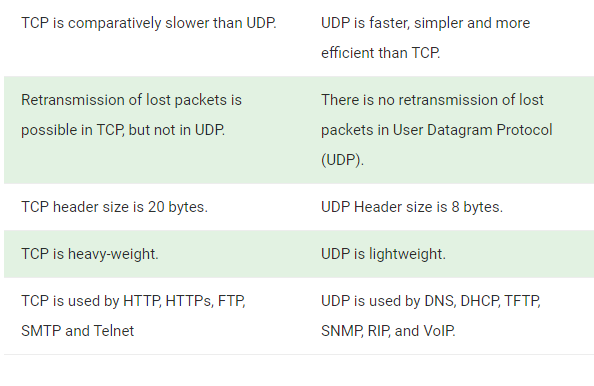 TCP is comparatively slower than UDP.
UDP is faster, simpler and more
efficient than TCP.
Retransmission of lost packets is
possible in TCP, but not in UDP.
There is no retransmission of lost
packets in User Datagram Protocol
(UDP).
TCP header size is 20 bytes.
UDP Header size is 8 bytes.
TCP is heavy-weight.
UDP is lightweight.
TCP is used by HTTP, HTTPs, FTP,
SMTP and Telnet
UDP is used by DNS, DHCP, TFTP,
SNMP, RIP, and VoIP.